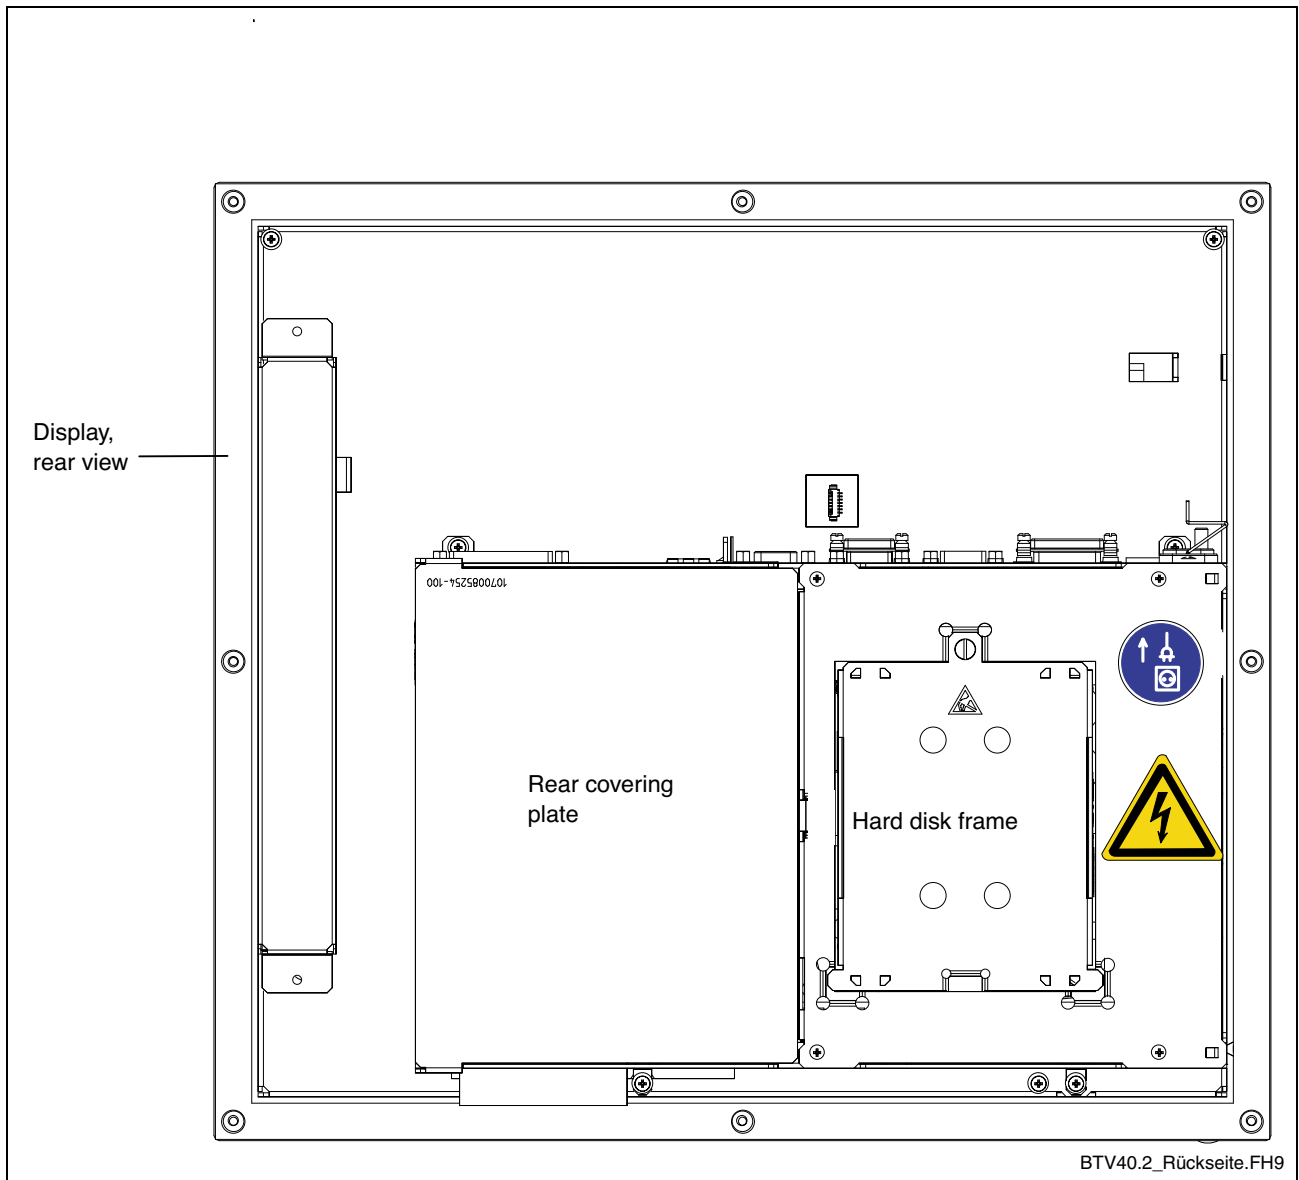 1070085254-100
Display,
rear view
Rear covering
plate
Hard disk frame
BTV40.2_Rückseite.FH9